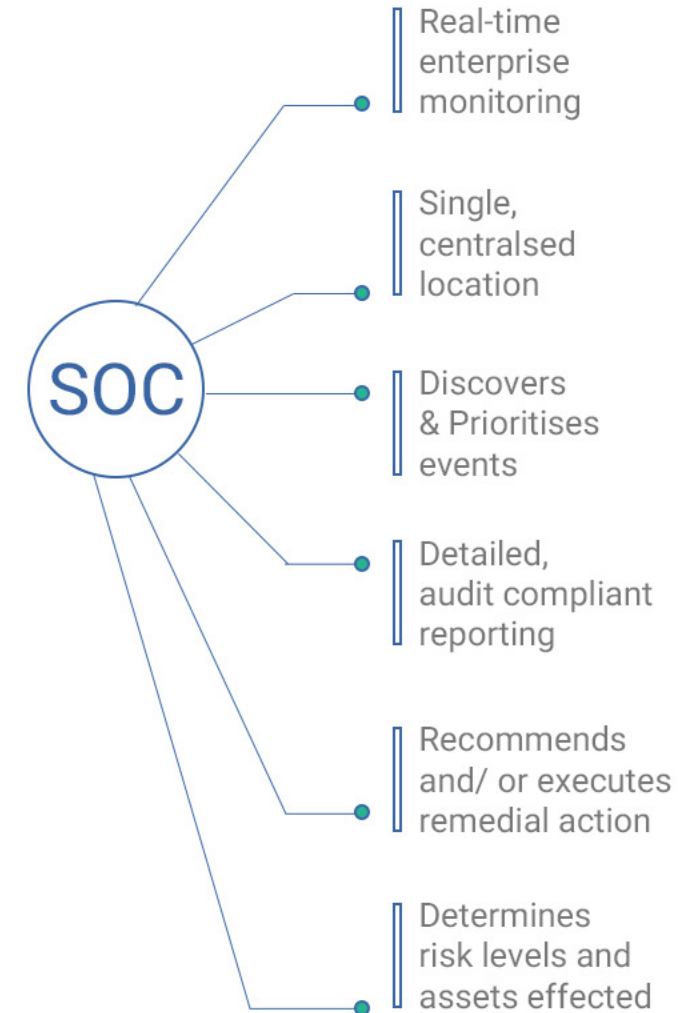 Real-time
enterprise
monitoring
Single,
centralsed
location
SOC
Discovers
& Prioritises
events
Detailed,
audit compliant
reporting
Recommends
and/ or executes
remedial action
Determines
risk levels and
assets effected